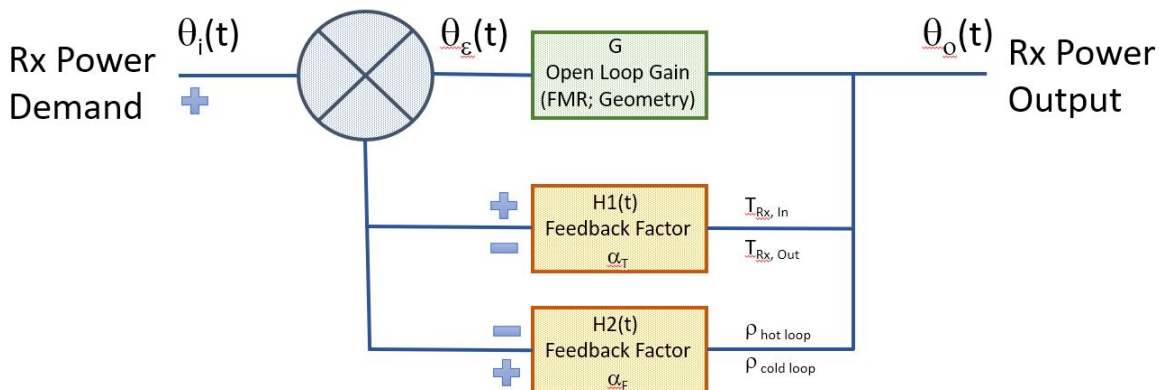 Rx Power
Demand
θi(t)
+
θε(t)
G
Open Loop Gain
(FMR; Geometry)
θo(t)
Rx Power
Output
+
−
H1(t)
Feedback Factor
αT
TRx, In
TRx, Out
−
+
H2(t)
Feedback Factor
αF
ρ hot loop
ρ cold loop